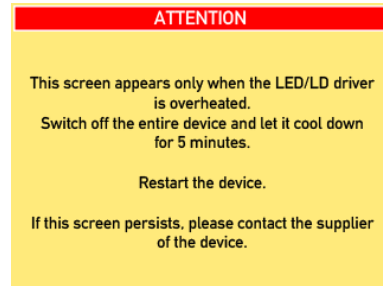 ATTENTION
This screen appears only when the LED/LD driver
is overheated.
Switch off the entire device and let it cool down
for 5 minutes.
Restart the device.
If this screen persists, please contact the supplier
of the device.